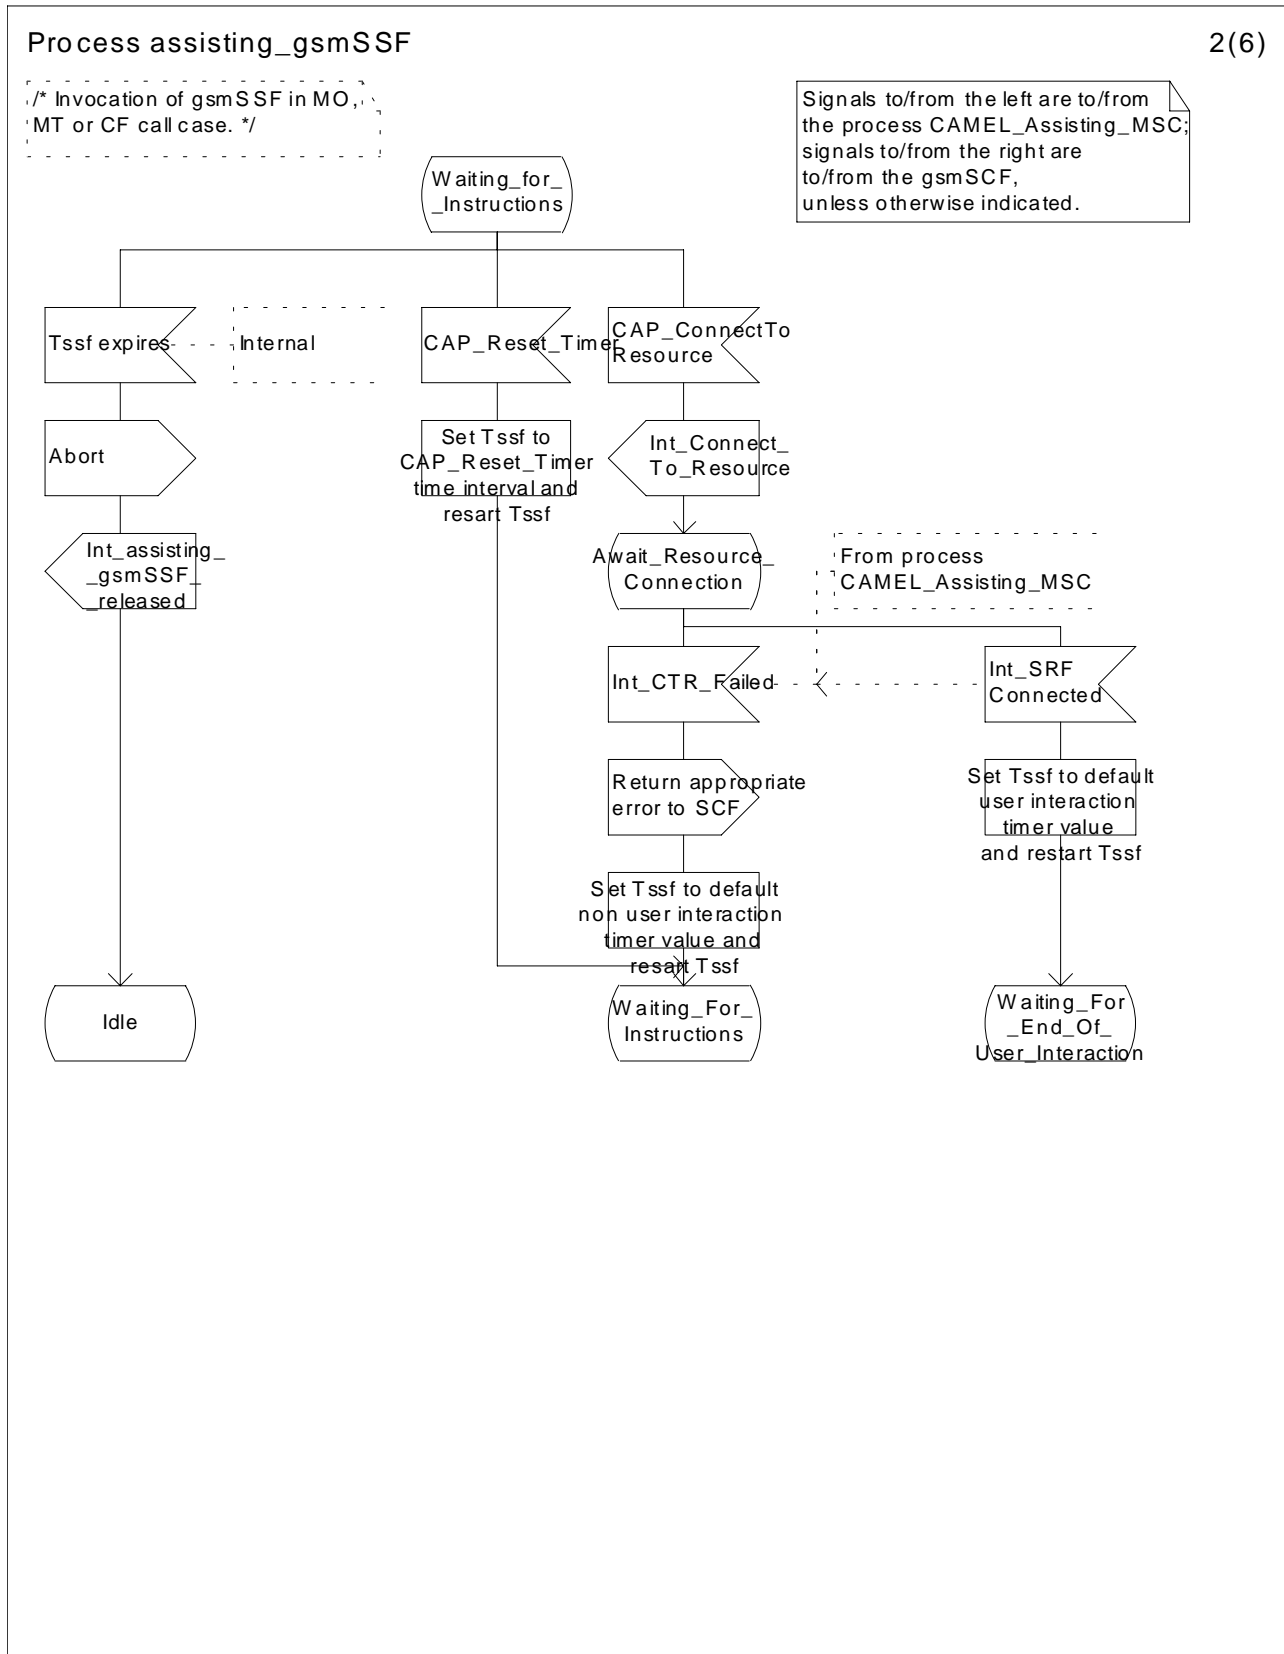 Process assisting_gsmSSF
2(6)
/* Invocation of gsmSSF in MO,
MT or CF call case. */
Signals to/from the left are to/from
the process CAMEL_Assisting_MSC;
signals to/from the right are
to/from the gsmSCF,
unless otherwise indicated.
Waiting_for_
_Instructions
Tssf expires
Internal
CAP_Reset_Timer
CAP_ConnectTo
Resource
Abort
Set Tssf to
CAP_Reset_Timer
time interval and
resart Tssf
Int_Connect_
To_Resource
Int_assisting_
_gsmSSF_
_released
Await_Resource_
Connection
From process
CAMEL_Assisting_MSC
Int_CTR_Failed
Int_SRF
Connected
Return appropriate
error to SCF
Set Tssf to default
user interaction
timer value
and restart Tssf
Set Tssf to default
non user interaction
timer value and
resart Tssf
Idle
Waiting_For_
Instructions
Waiting_For
_End_Of_
User_Interaction